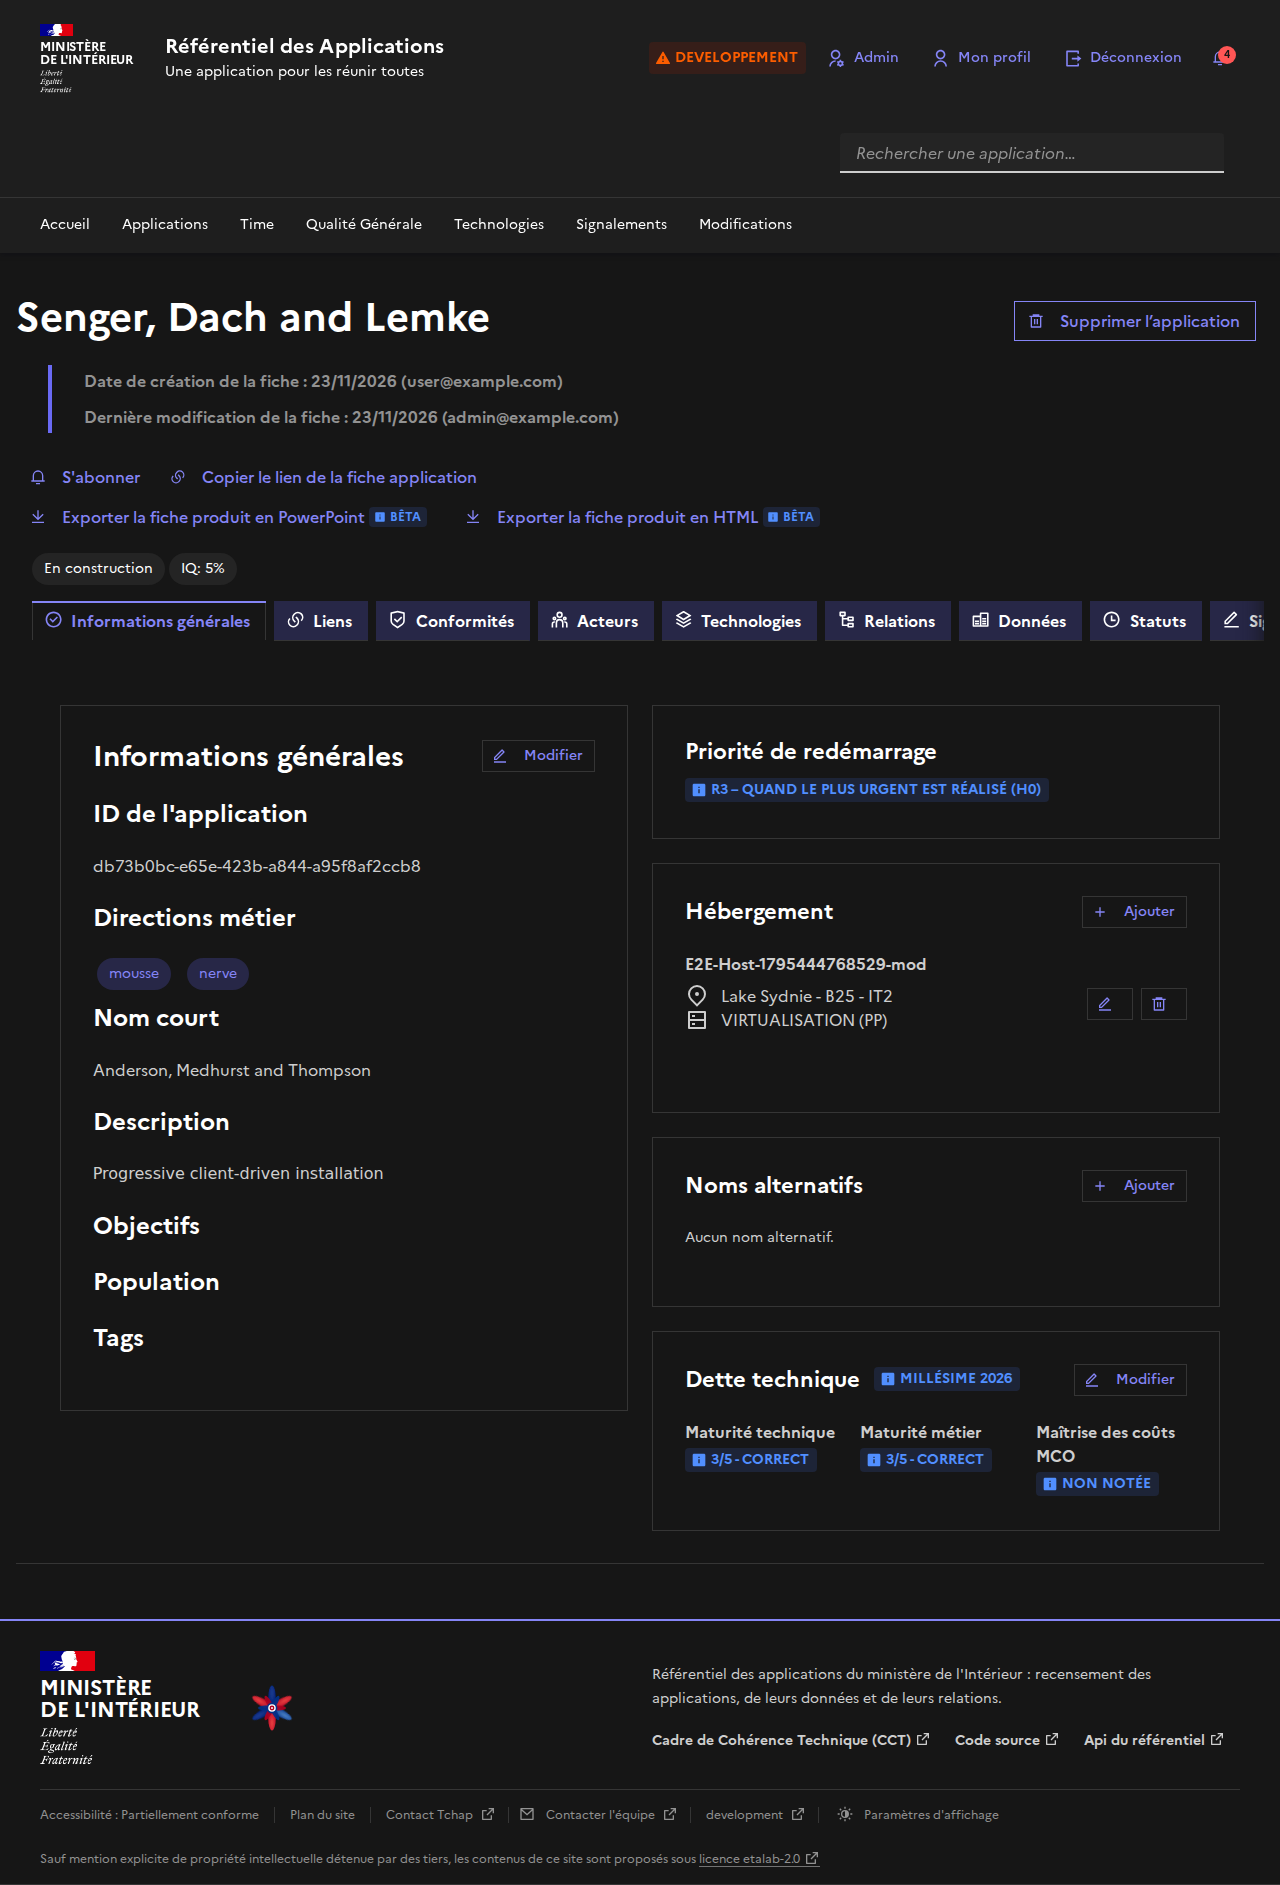 MINISTÈRE
DE L'INTÉRIEUR
Liberté
Égalité
Fraternité
Référentiel des Applications
Une application pour les réunir toutes
DEVELOPPEMENT
Admin
Mon profil
Déconnexion
4
Rechercher une application…
Accueil
Applications
Time
Qualité Générale
Technologies
Signalements
Modifications
Senger, Dach and Lemke
Supprimer l’application
Date de création de la fiche : 23/11/2026 (user@example.com)
Dernière modification de la fiche : 23/11/2026 (admin@example.com)
S'abonner
Copier le lien de la fiche application
Exporter la fiche produit en PowerPoint BÊTA
Exporter la fiche produit en HTML BÊTA
En construction
IQ: 5%
Informations générales
Liens
Conformités
Acteurs
Technologies
Relations
Données
Statuts
Informations générales
Modifier
ID de l'application
db73b0bc-e65e-423b-a844-a95f8af2ccb8
Directions métier
mousse
nerve
Nom court
Anderson, Medhurst and Thompson
Description
Progressive client-driven installation
Objectifs
Population
Tags
Priorité de redémarrage
R3 – QUAND LE PLUS URGENT EST RÉALISÉ (H0)
Hébergement
Ajouter
E2E-Host-1795444768529-mod
Lake Sydnie - B25 - IT2
VIRTUALISATION (PP)
Noms alternatifs
Ajouter
Aucun nom alternatif.
Dette technique
MILLÉSIME 2026
Modifier
Maturité technique
3/5 - CORRECT
Maturité métier
3/5 - CORRECT
Maîtrise des coûts
MCO
NON NOTÉE
MINISTÈRE
DE L'INTÉRIEUR
Liberté
Égalité
Fraternité
Référentiel des applications du ministère de l'Intérieur : recensement des
applications, de leurs données et de leurs relations.
Cadre de Cohérence Technique (CCT)
Code source
Api du référentiel
Accessibilité : Partiellement conforme
Plan du site
Contact Tchap
Contacter l'équipe
development
Paramètres d'affichage
Sauf mention explicite de propriété intellectuelle détenue par des tiers, les contenus de ce site sont proposés sous licence etalab-2.0